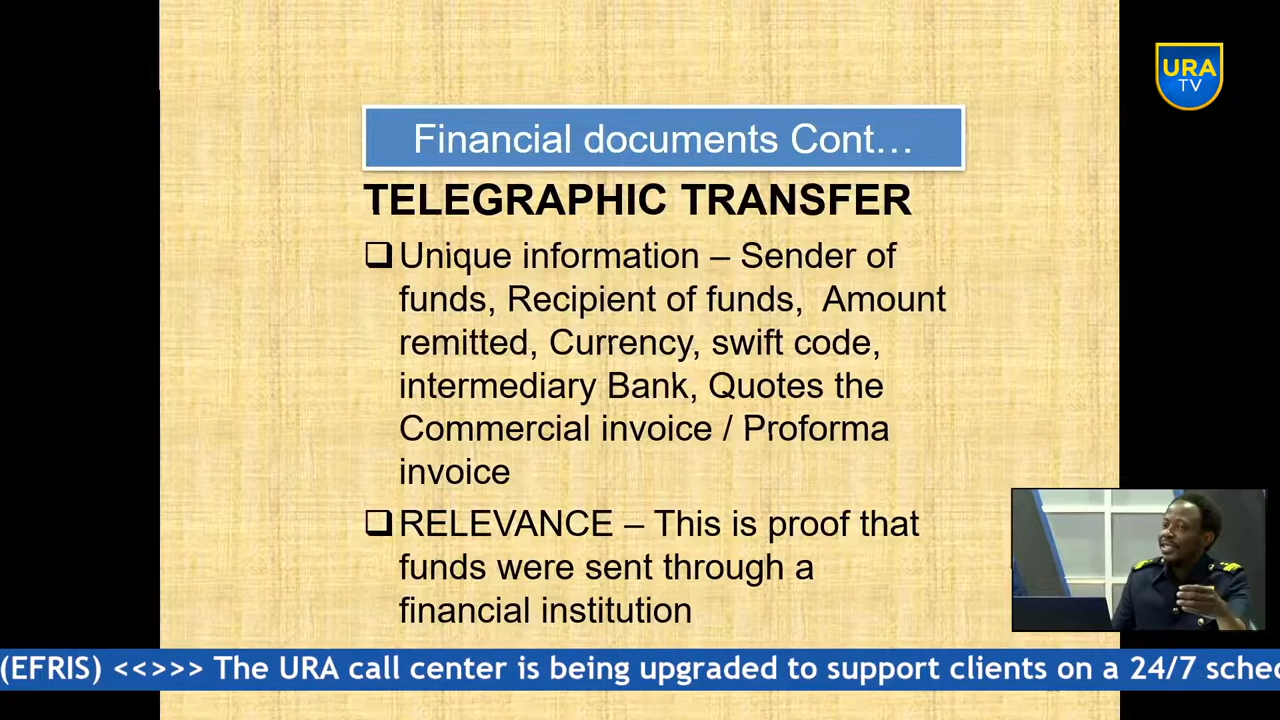 URA
TV
Financial documents Cont…
TELEGRAPHIC TRANSFER
❑ Unique information – Sender of
funds, Recipient of funds,  Amount
remitted, Currency, swift code,
intermediary Bank, Quotes the
Commercial invoice / Proforma
invoice
❑ RELEVANCE – This is proof that
funds were sent through a
financial institution
(EFRIS) <<>>> The URA call center is being upgraded to support clients on a 24/7 sched